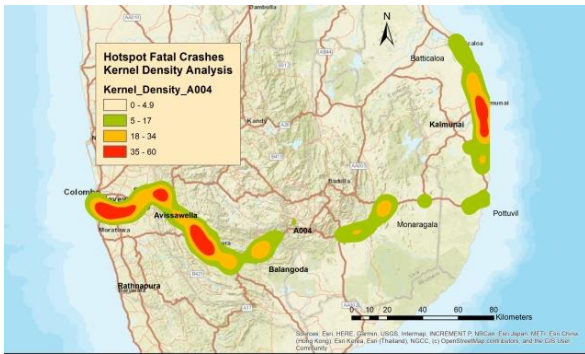 Dambulla
N
Hotspot Fatal Crashes
Kernel Density Analysis
Kernel_Density_A004
0 - 4.9
5 - 17
18 - 34
35 - 60
Batticaloa
Kalmunai
Kandy
Badulla
Colombo
Avissawella
Moratuwa
A004
Monaragala
Pottuvil
Balangoda
Rathnapura
0 10 20 40 60 80
Kilometers
Sources: Esri, HERE, Garmin, USGS, Intermap, INCREMENT P, NRCan, Esri Japan, METI, Esri China
(Hong Kong), Esri Korea, Esri (Thailand), NGCC, (c) OpenStreetMap contributors, and the GIS User
Community